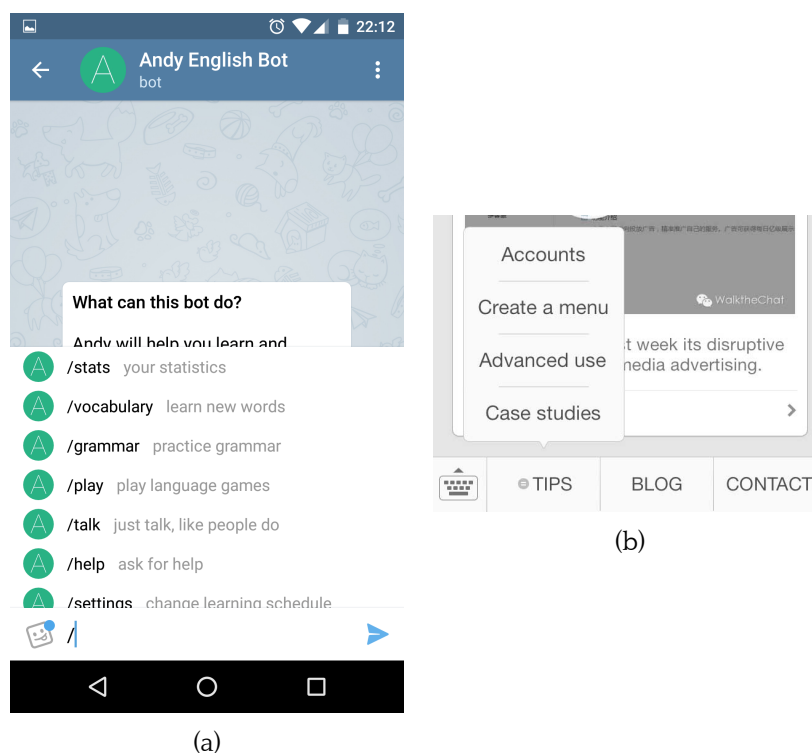 22:12
A
Andy English Bot
bot
What can this bot do?
Andy will help you learn and
A /stats your statistics
A /vocabulary learn new words
A /grammar practice grammar
A /play play language games
A /talk just talk, like people do
A /help ask for help
A /settings change learning schedule
/
(a)
WalktheChat
Accounts
Create a menu
Advanced use
Case studies
t week its disruptive
media advertising.
TIPS
BLOG
CONTACT
(b)